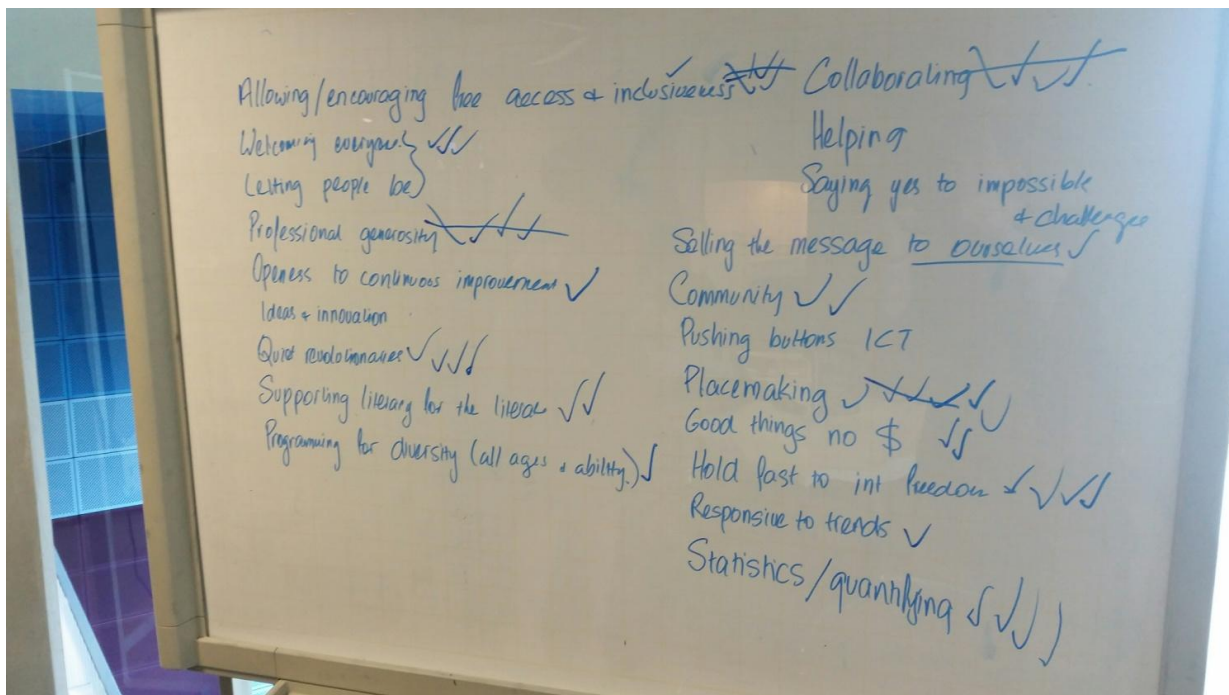 Allowing/encouraging free access + inclusiveness ✓
Welcoming everyone } ✓✓✓
Letting people be }
Professional generosity ✓✓✓✓
Openess to continuous improvement ✓
Ideas + innovation
Quiet revolutionaries ✓✓✓✓
Supporting literacy for the ✓✓
Programming for diversity (all ages + ability.) ✓
Collaborating ✓✓✓✓
Helping
Saying yes to impossible
+ challenges
Selling the message to ourselves ✓
Community ✓✓
Pushing buttons ICT
Placemaking ✓✓✓✓✓✓✓
Good things no $ ✓✓
Hold fast to int freedom ✓✓✓✓
Responsive to trends ✓
Statistics/quantifying ✓✓✓✓